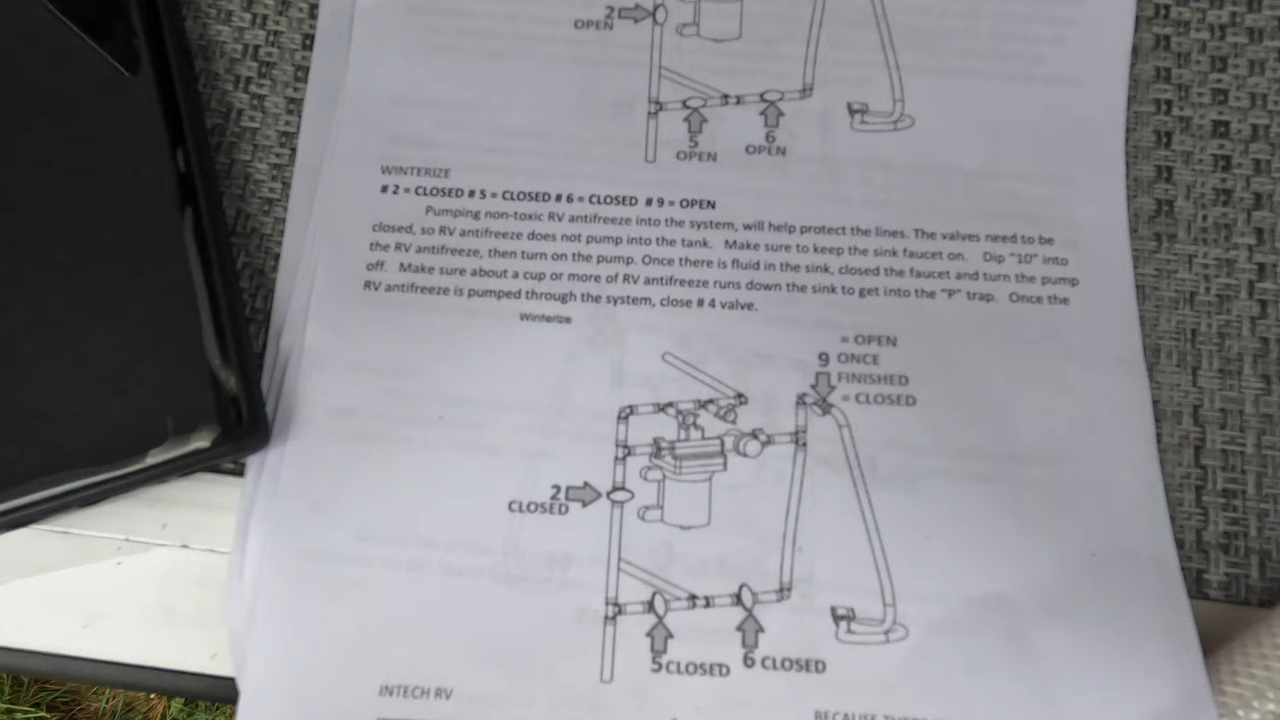 2
OPEN
5
OPEN
6
OPEN
WINTERIZE
# 2 = CLOSED # 5 = CLOSED # 6 = CLOSED # 9 = OPEN
Pumping non-toxic RV antifreeze into the system, will help protect the lines. The valves need to be
closed, so RV antifreeze does not pump into the tank. Make sure to keep the sink faucet on. Dip "10" into
the RV antifreeze, then turn on the pump. Once there is fluid in the sink, closed the faucet and turn the pump
off. Make sure about a cup or more of RV antifreeze runs down the sink to get into the "P" trap. Once the
RV antifreeze is pumped through the system, close # 4 valve.
Winterize
= OPEN
9 ONCE
FINISHED
= CLOSED
2
CLOSED
5 CLOSED
6 CLOSED
INTECH RV
BECAUSE